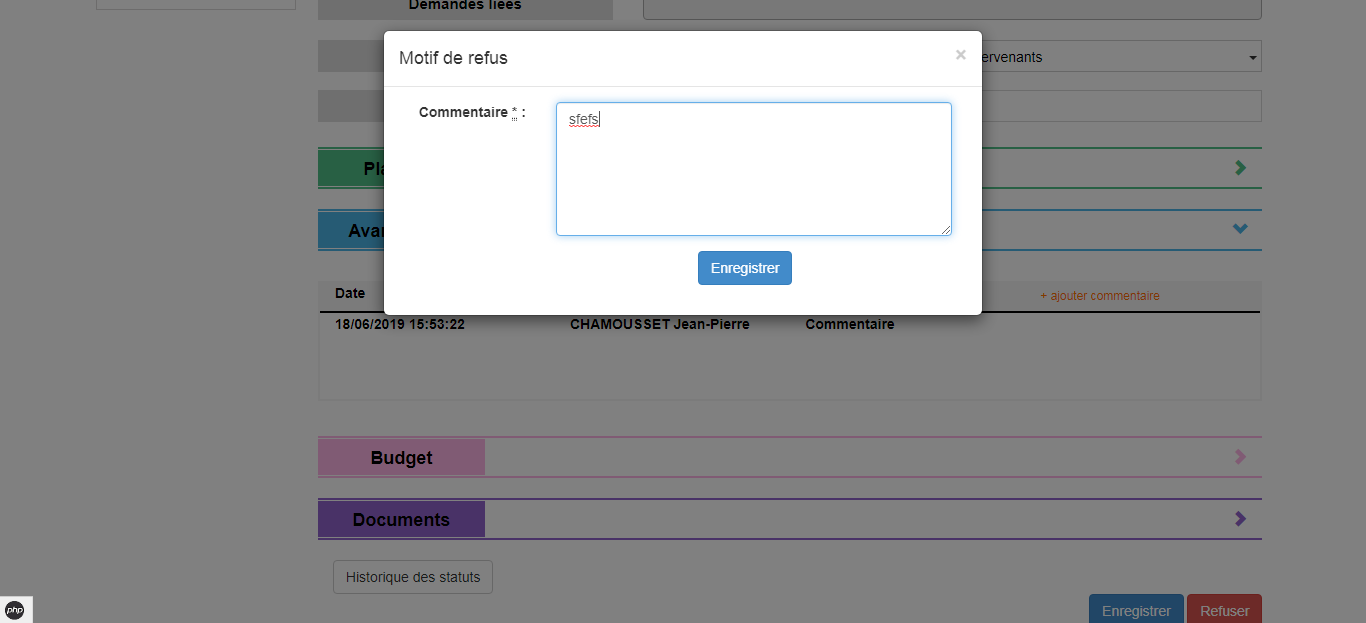 Demandes liées
Motif de refus
×
ervenants
Commentaire * :
sfefs
Pla
Avan
Date
+ ajouter commentaire
Enregistrer
18/06/2019 15:53:22 CHAMOUSSET Jean-Pierre Commentaire
Budget
Documents
Historique des statuts
Enregistrer Refuser
php